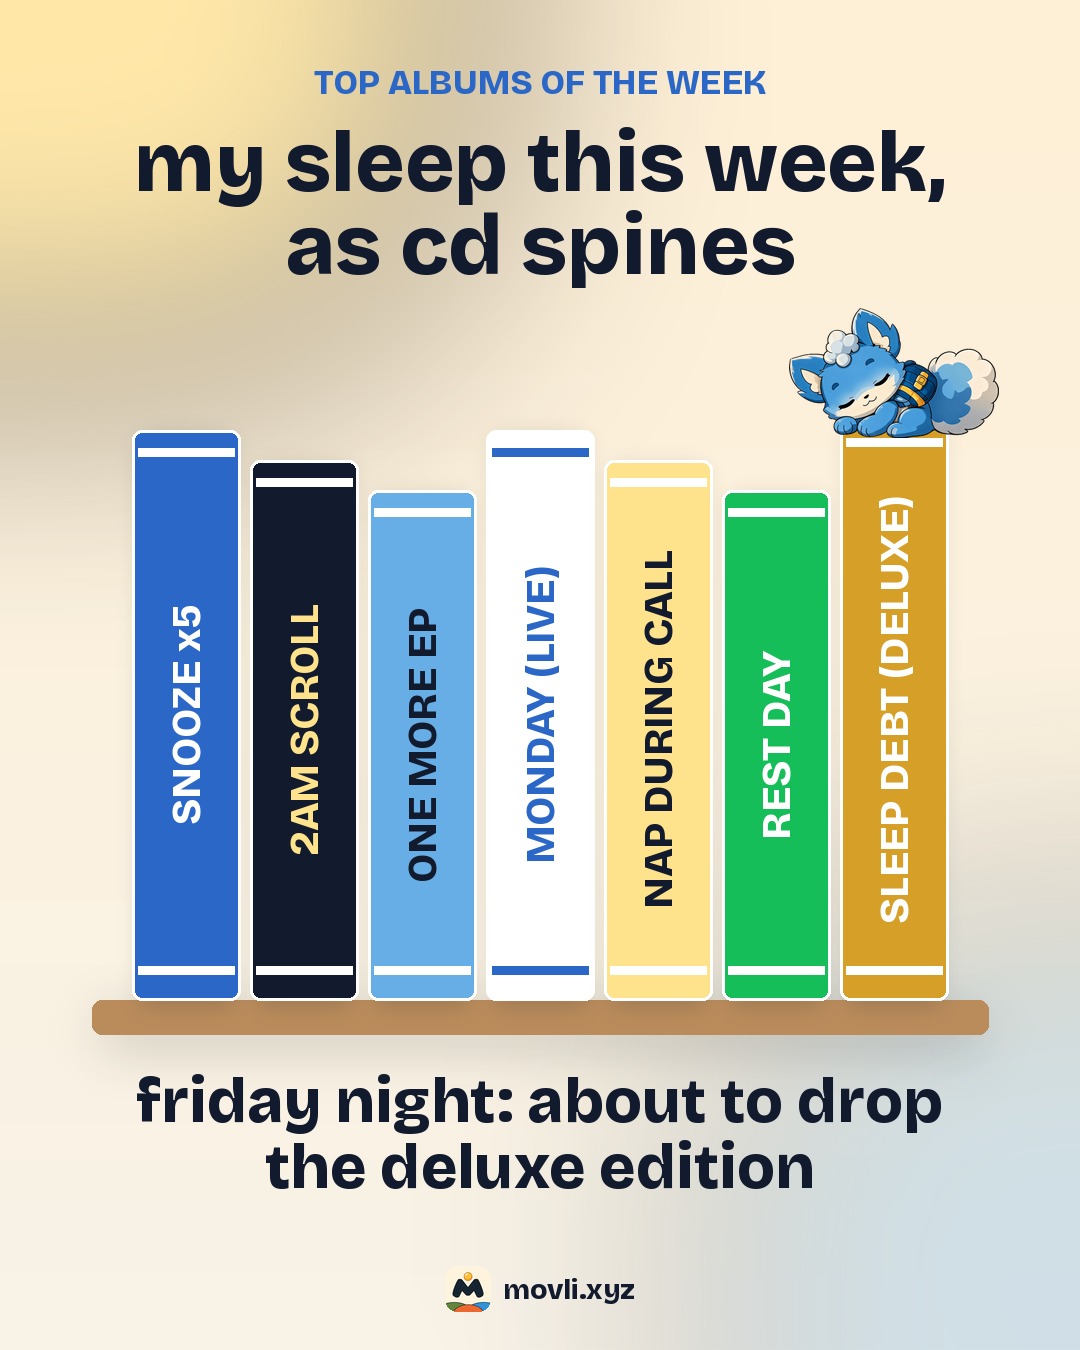 TOP ALBUMS OF THE WEEK
my sleep this week,
as cd spines
SNOOZE x5
2AM SCROLL
ONE MORE EP
MONDAY (LIVE)
NAP DURING CALL
REST DAY
SLEEP DEBT (DELUXE)
friday night: about to drop
the deluxe edition
movli.xyz